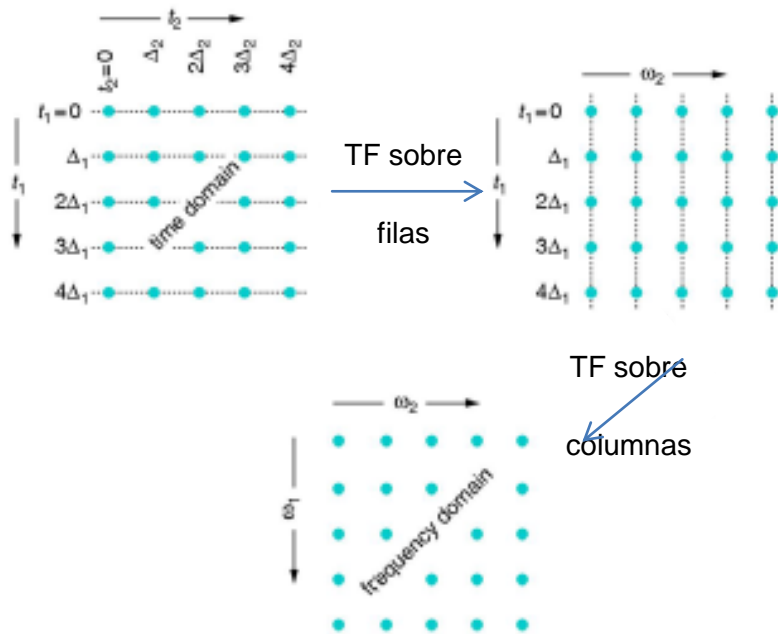 t₂
t₂=0 Δ₂ 2Δ₂ 3Δ₂ 4Δ₂
t₁=0
Δ₁
2Δ₁
3Δ₁
4Δ₁
t₁
time domain
TF sobre
filas
ω₂
t₁=0
Δ₁
2Δ₁
3Δ₁
4Δ₁
t₁
TF sobre
columnas
ω₂
ω₁
frequency domain